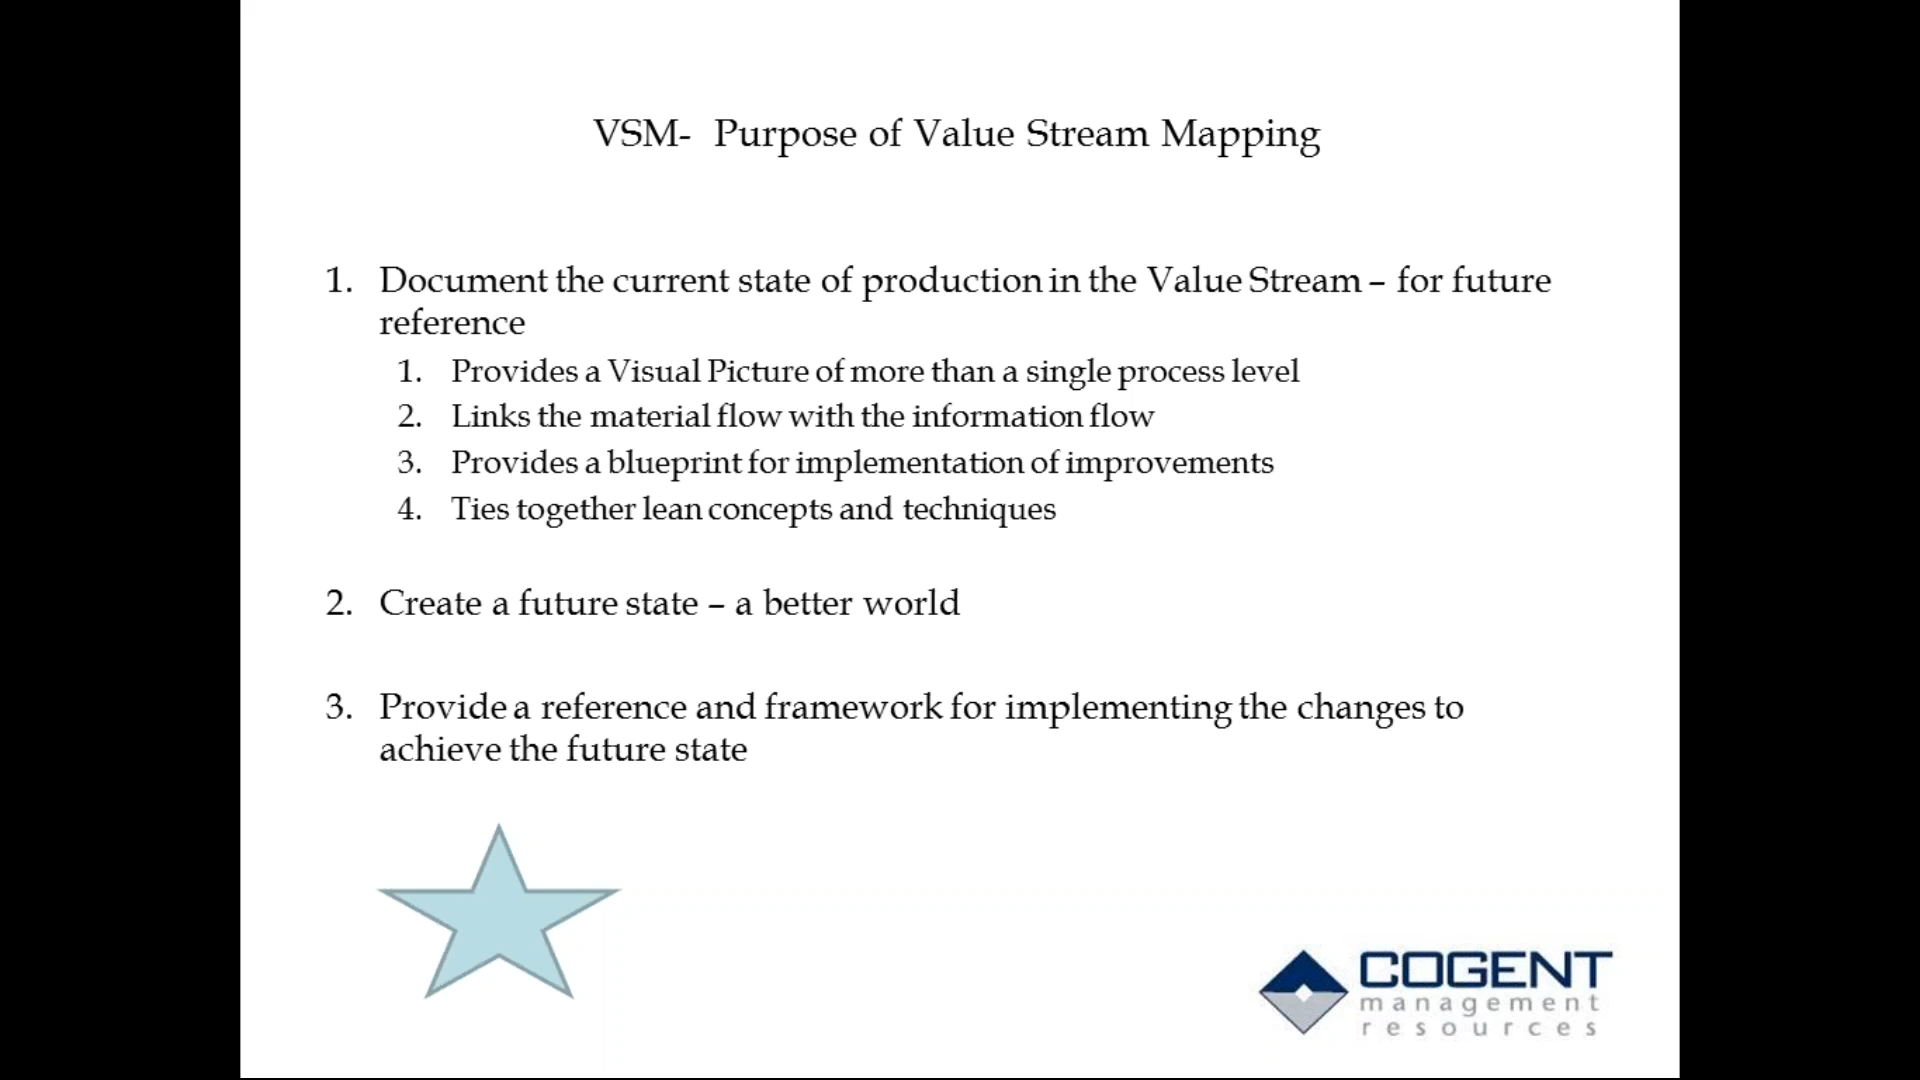 VSM- Purpose of Value Stream Mapping
1. Document the current state of production in the Value Stream – for future
reference
1. Provides a Visual Picture of more than a single process level
2. Links the material flow with the information flow
3. Provides a blueprint for implementation of improvements
4. Ties together lean concepts and techniques
2. Create a future state – a better world
3. Provide a reference and framework for implementing the changes to
achieve the future state
COGENT
management
resources